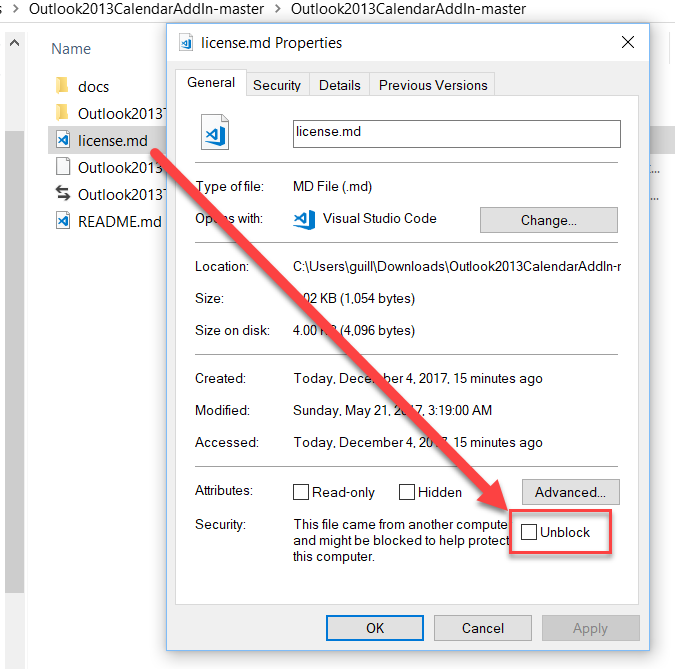 Outlook2013CalendarAddIn-master > Outlook2013CalendarAddIn-master
Name
docs
Outlook2013
license.md
Outlook2013
Outlook2013
README.md
license.md Properties
General
Security
Details
Previous Versions
license.md
Type of file:
MD File (.md)
Opens with:
Visual Studio Code
Change...
Location:
C:\Users\guill\Downloads\Outlook2013CalendarAddIn-
Size:
02 KB (1,054 bytes)
Size on disk:
4.00 KB (4,096 bytes)
Created:
Today, December 4, 2017, 15 minutes ago
Modified:
Sunday, May 21, 2017, 3:19:00 AM
Accessed:
Today, December 4, 2017, 15 minutes ago
Attributes:
Read-only
Hidden
Advanced...
Security:
This file came from another compute
and might be blocked to help protect
this computer.
Unblock
OK
Cancel
Apply